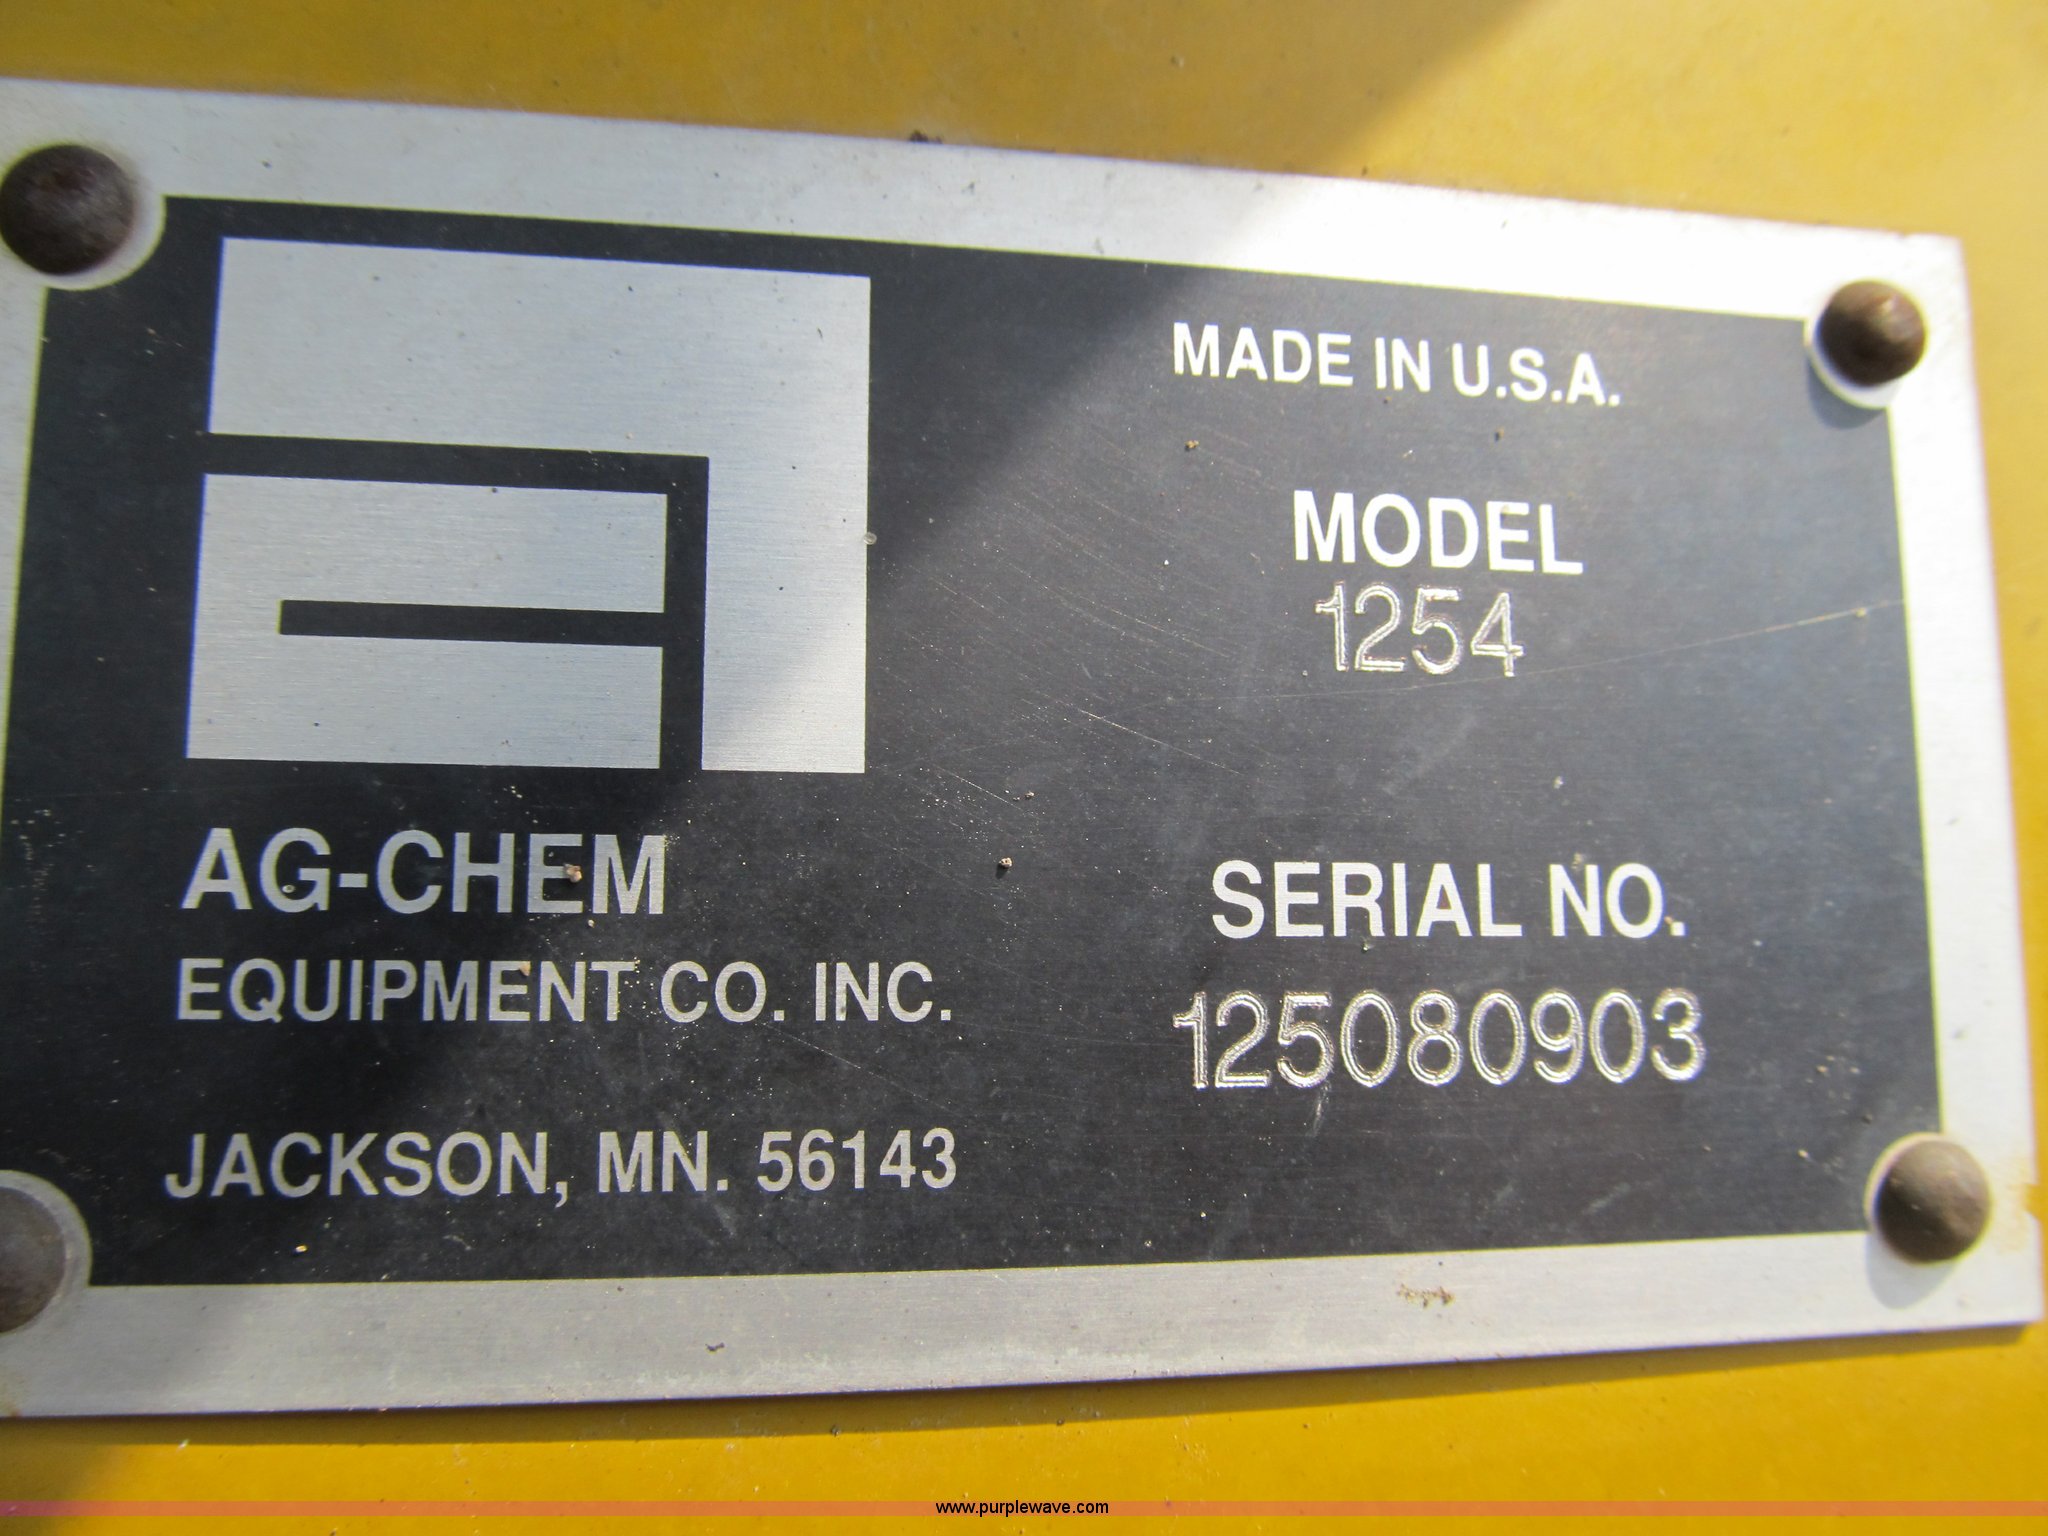 MADE IN U.S.A.
MODEL
1254
AG-CHEM
EQUIPMENT CO. INC.
JACKSON, MN. 56143
SERIAL NO.
125080903
www.purplewave.com